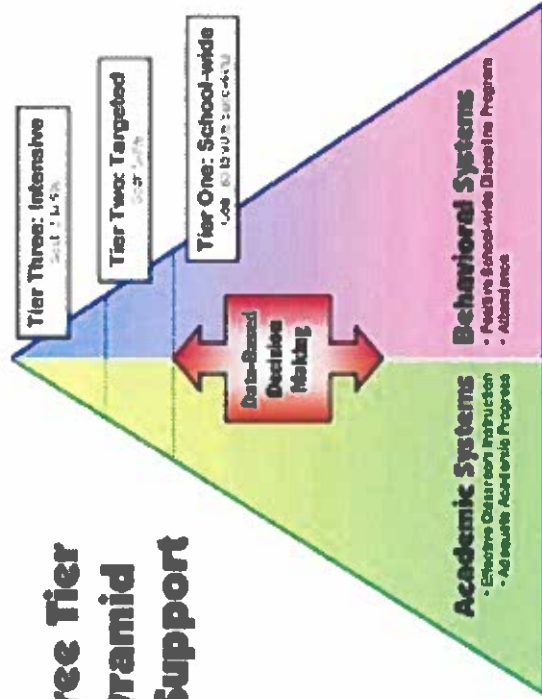 ree Tier
ramid
Support
Tier Three: Intensive
Tier Two: Targeted
Tier One: School-wide
Data-Based
Decision
Making
Academic Systems
• Effective Classroom Instruction
• Adequate Academic Progress
Behavioral Systems
• Positive School-wide Discipline Program
• Attendance